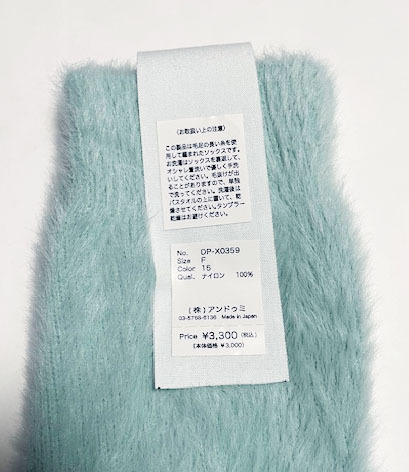 〈お取扱い上の注意〉
この製品は毛足の長い糸を使
用して編まれたソックスです。
お洗濯はソックスを裏返して、
オシャレ着洗いで優しく手洗
いしてください。毛抜けが出
ることがありますので、単独
で洗ってください。洗濯後は
バスタオルの上に置いて、乾
燥させてください。タンブラー
乾燥はお避けください。
No. DP-X0359
Size F
Color 15
Qual. ナイロン 100%
(株)アンドゥミ
03-5768-6136 Made in Japan
Price ¥3,300(税込)
(本体価格 ¥3,000)